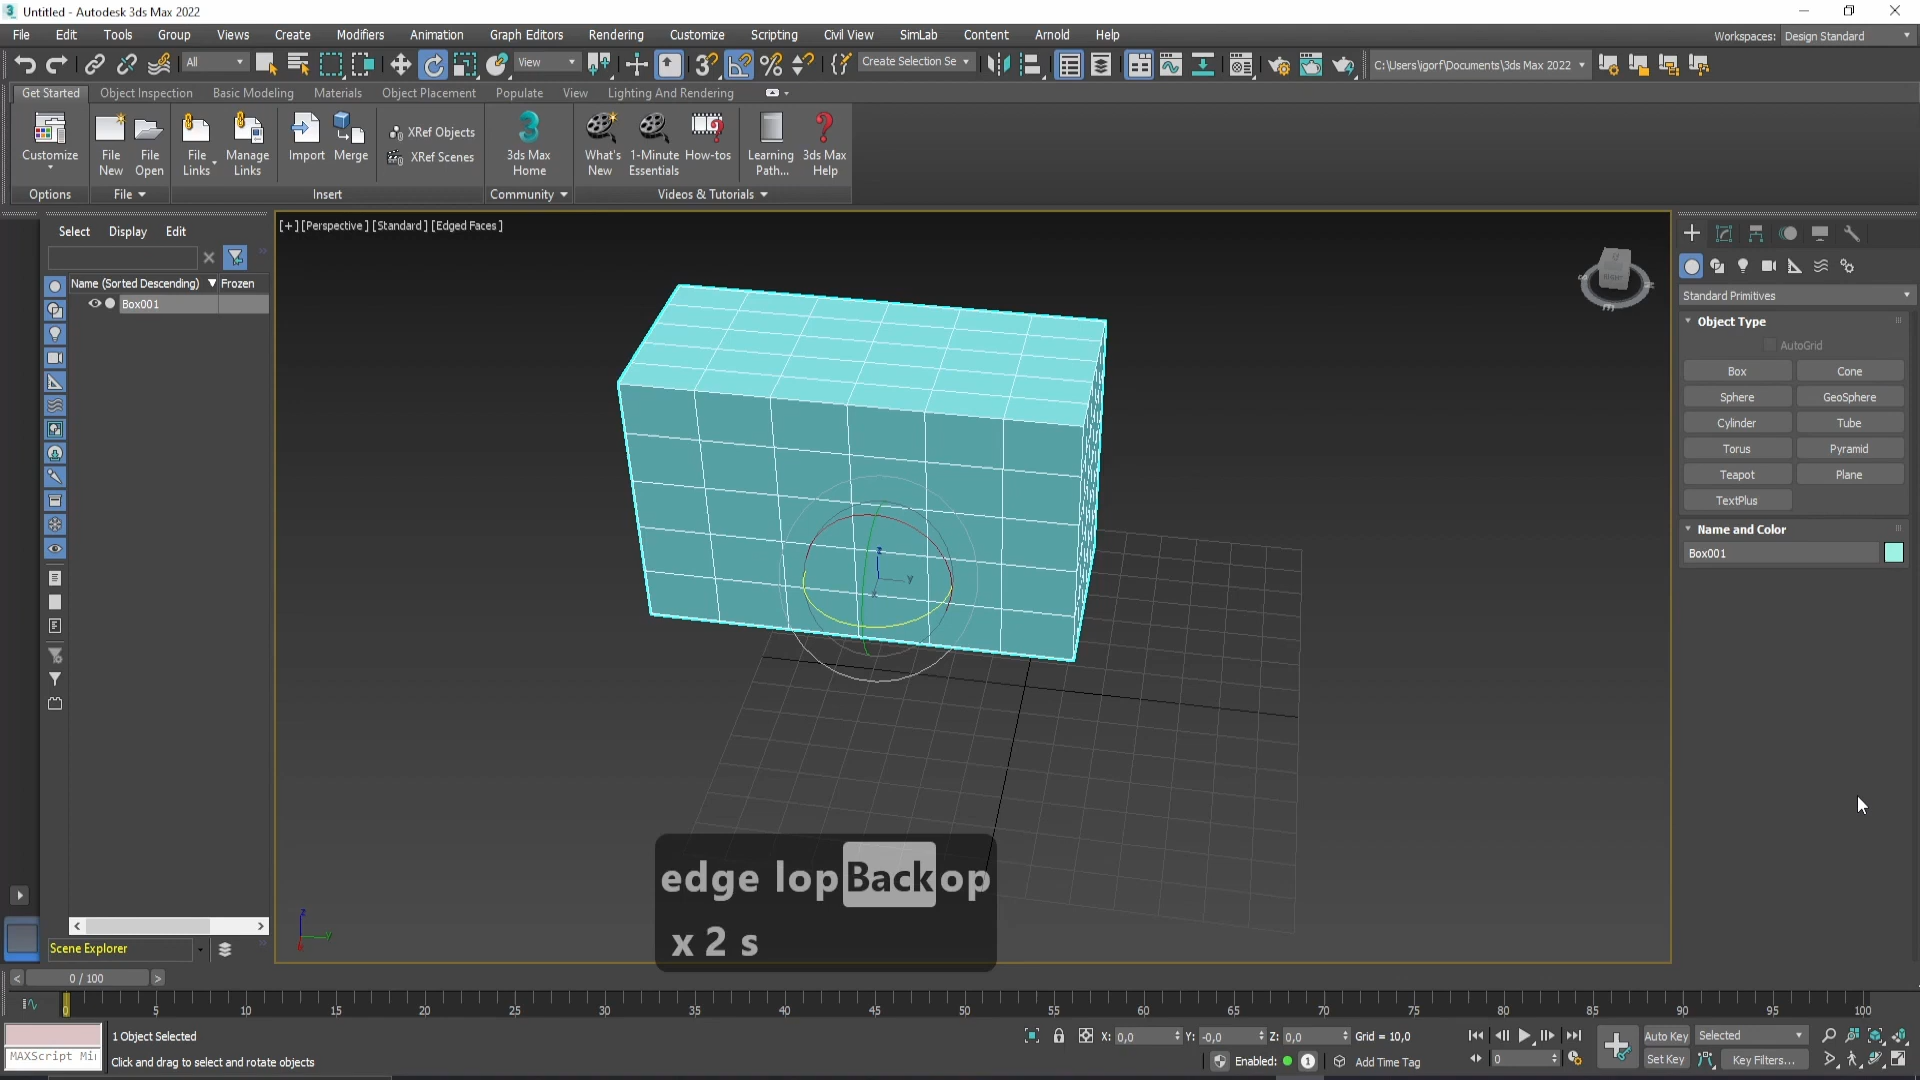 3 Untitled - Autodesk 3ds Max 2022
File Edit Tools Group Views Create Modifiers Animation Graph Editors Rendering Customize Scripting Civil View SimLab Content Arnold Help
Workspaces: Design Standard
All View Create Selection Se C:\Users\igorf\Documents\3ds Max 2022
Get Started Object Inspection Basic Modeling Materials Object Placement Populate View Lighting And Rendering
Customize
File New
File Open
File Links
Manage Links
Import
Merge
XRef Objects
XRef Scenes
3ds Max Home
What's New
1-Minute Essentials
How-tos
Learning Path...
3ds Max Help
Options File Insert Community Videos & Tutorials
Select Display Edit
Name (Sorted Descending) Frozen
Box001
[+] [Perspective] [Standard] [Edged Faces]
RIGHT
z
y
Standard Primitives
Object Type
AutoGrid
Box Cone
Sphere GeoSphere
Cylinder Tube
Torus Pyramid
Teapot Plane
TextPlus
Name and Color
Box001
edge lopBackop
x 2 s
z
y
Scene Explorer
< 0 / 100 >
0 5 10 15 20 25 30 35 40 45 50 55 60 65 70 75 80 85 90 95 100
1 Object Selected
MAXScript Mi
Click and drag to select and rotate objects
X: 0,0 Y: -0,0 Z: 0,0 Grid = 10,0
Enabled: 1 Add Time Tag
0
Auto Key Selected
Set Key Key Filters...